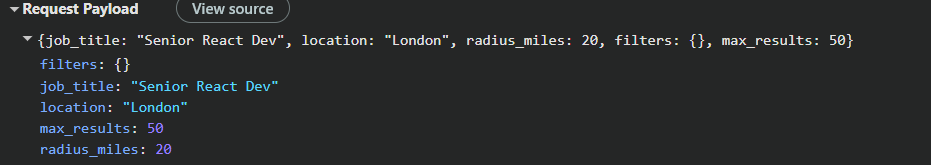 Request Payload View source
{job_title: "Senior React Dev", location: "London", radius_miles: 20, filters: {}, max_results: 50}
filters: {}
job_title: "Senior React Dev"
location: "London"
max_results: 50
radius_miles: 20